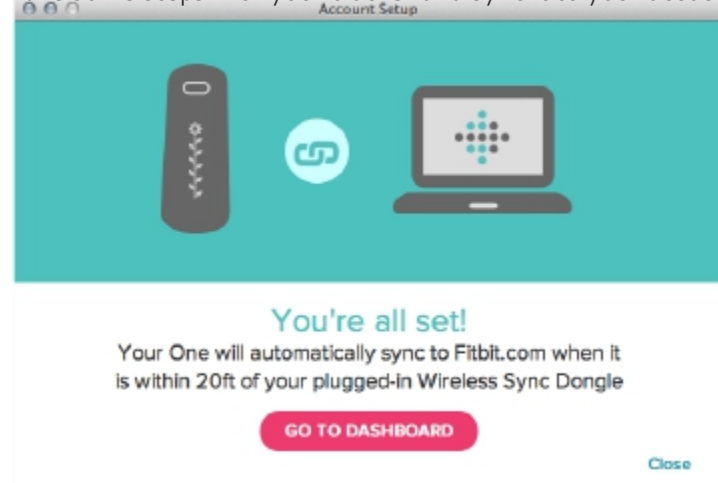 Account Setup
You're all set!
Your One will automatically sync to Fitbit.com when it
is within 20ft of your plugged-in Wireless Sync Dongle
GO TO DASHBOARD
Close